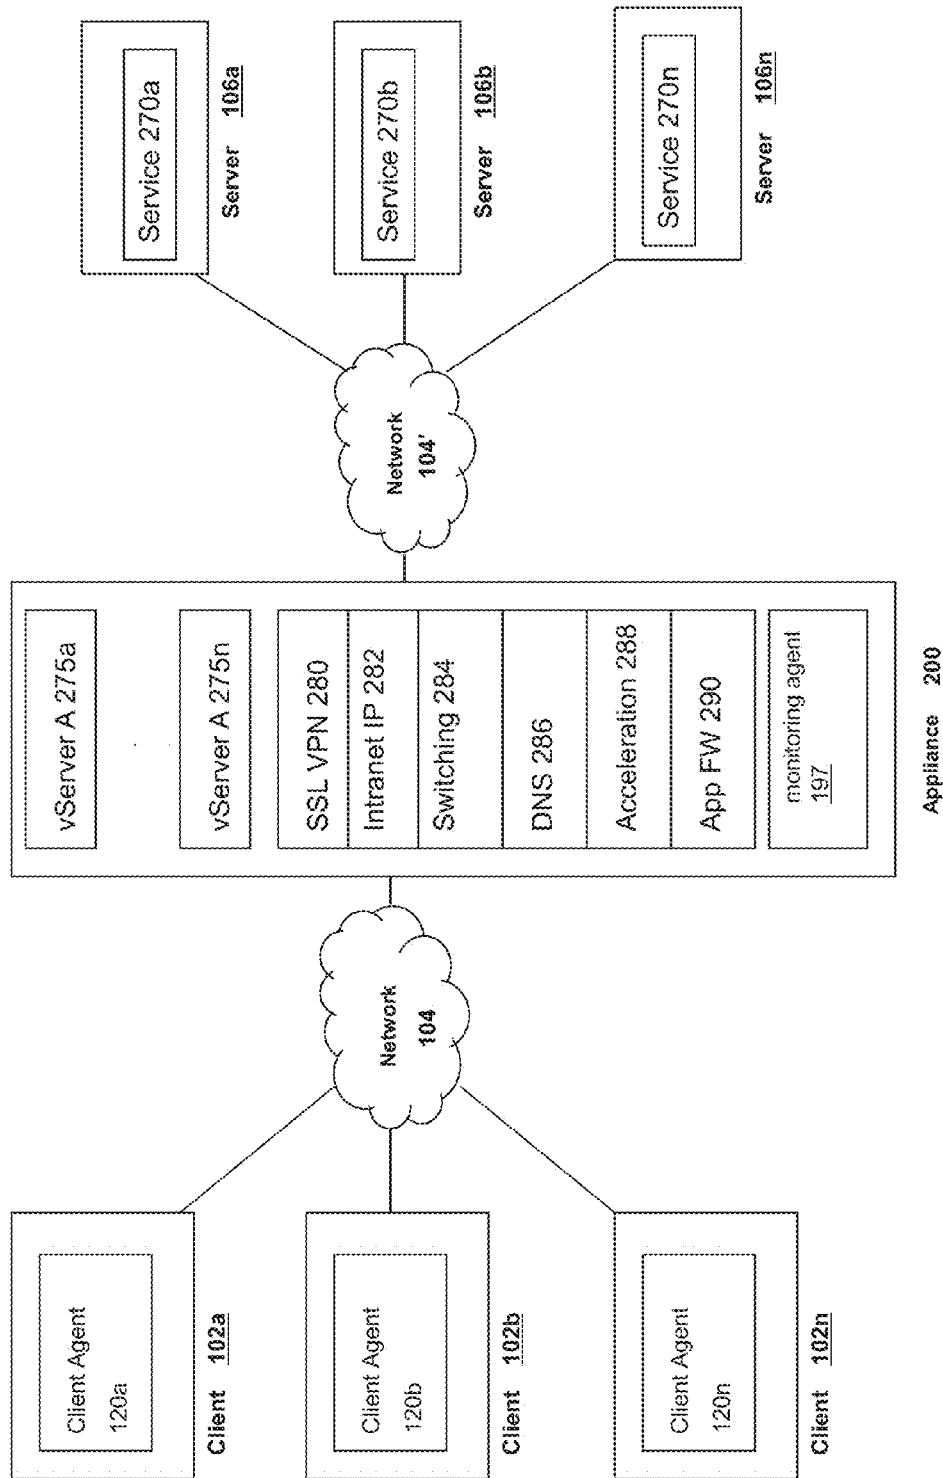 Client Agent
120a
Client 102a
Client Agent
120b
Client 102b
Client Agent
120n
Client 102n
Network
104
vServer A 275a
vServer A 275n
SSL VPN 280
Intranet IP 282
Switching 284
DNS 286
Acceleration 288
App FW 290
monitoring agent
197
Appliance 200
Network
104'
Service 270a
Server 106a
Service 270b
Server 106b
Service 270n
Server 106n